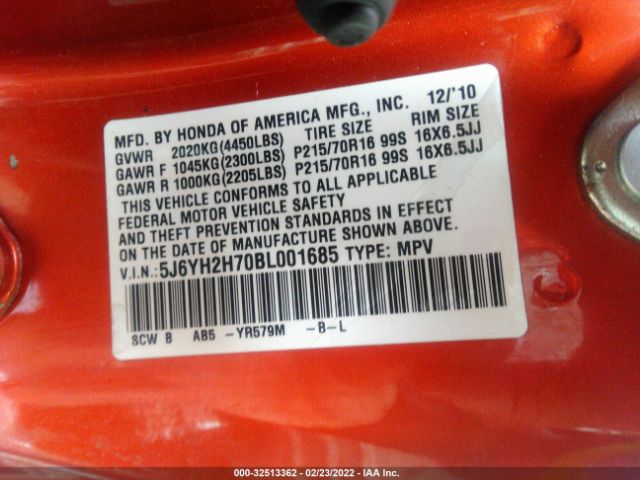 MFD. BY HONDA OF AMERICA MFG., INC. 12/'10
GVWR 2020KG(4450LBS) TIRE SIZE RIM SIZE
GAWR F 1045KG(2300LBS) P215/70R16 99S 16X6.5JJ
GAWR R 1000KG(2205LBS) P215/70R16 99S 16X6.5JJ
THIS VEHICLE CONFORMS TO ALL APPLICABLE
FEDERAL MOTOR VEHICLE SAFETY
AND THEFT PREVENTION STANDARDS IN EFFECT
ON THE DATE OF MANUFACTURE SHOWN ABOVE.
V.I.N.: 5J6YH2H70BL001685 TYPE: MPV
SCW B AB5 -YR579M -B-L
000-32513362 - 02/23/2022 - IAA Inc.